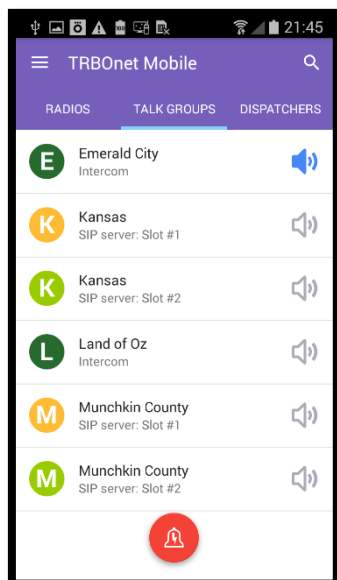 21:45
TRBOnet Mobile
RADIOS TALK GROUPS DISPATCHERS
E Emerald City
Intercom
K Kansas
SIP server: Slot #1
K Kansas
SIP server: Slot #2
L Land of Oz
Intercom
M Munchkin County
SIP server: Slot #1
M Munchkin County
SIP server: Slot #2